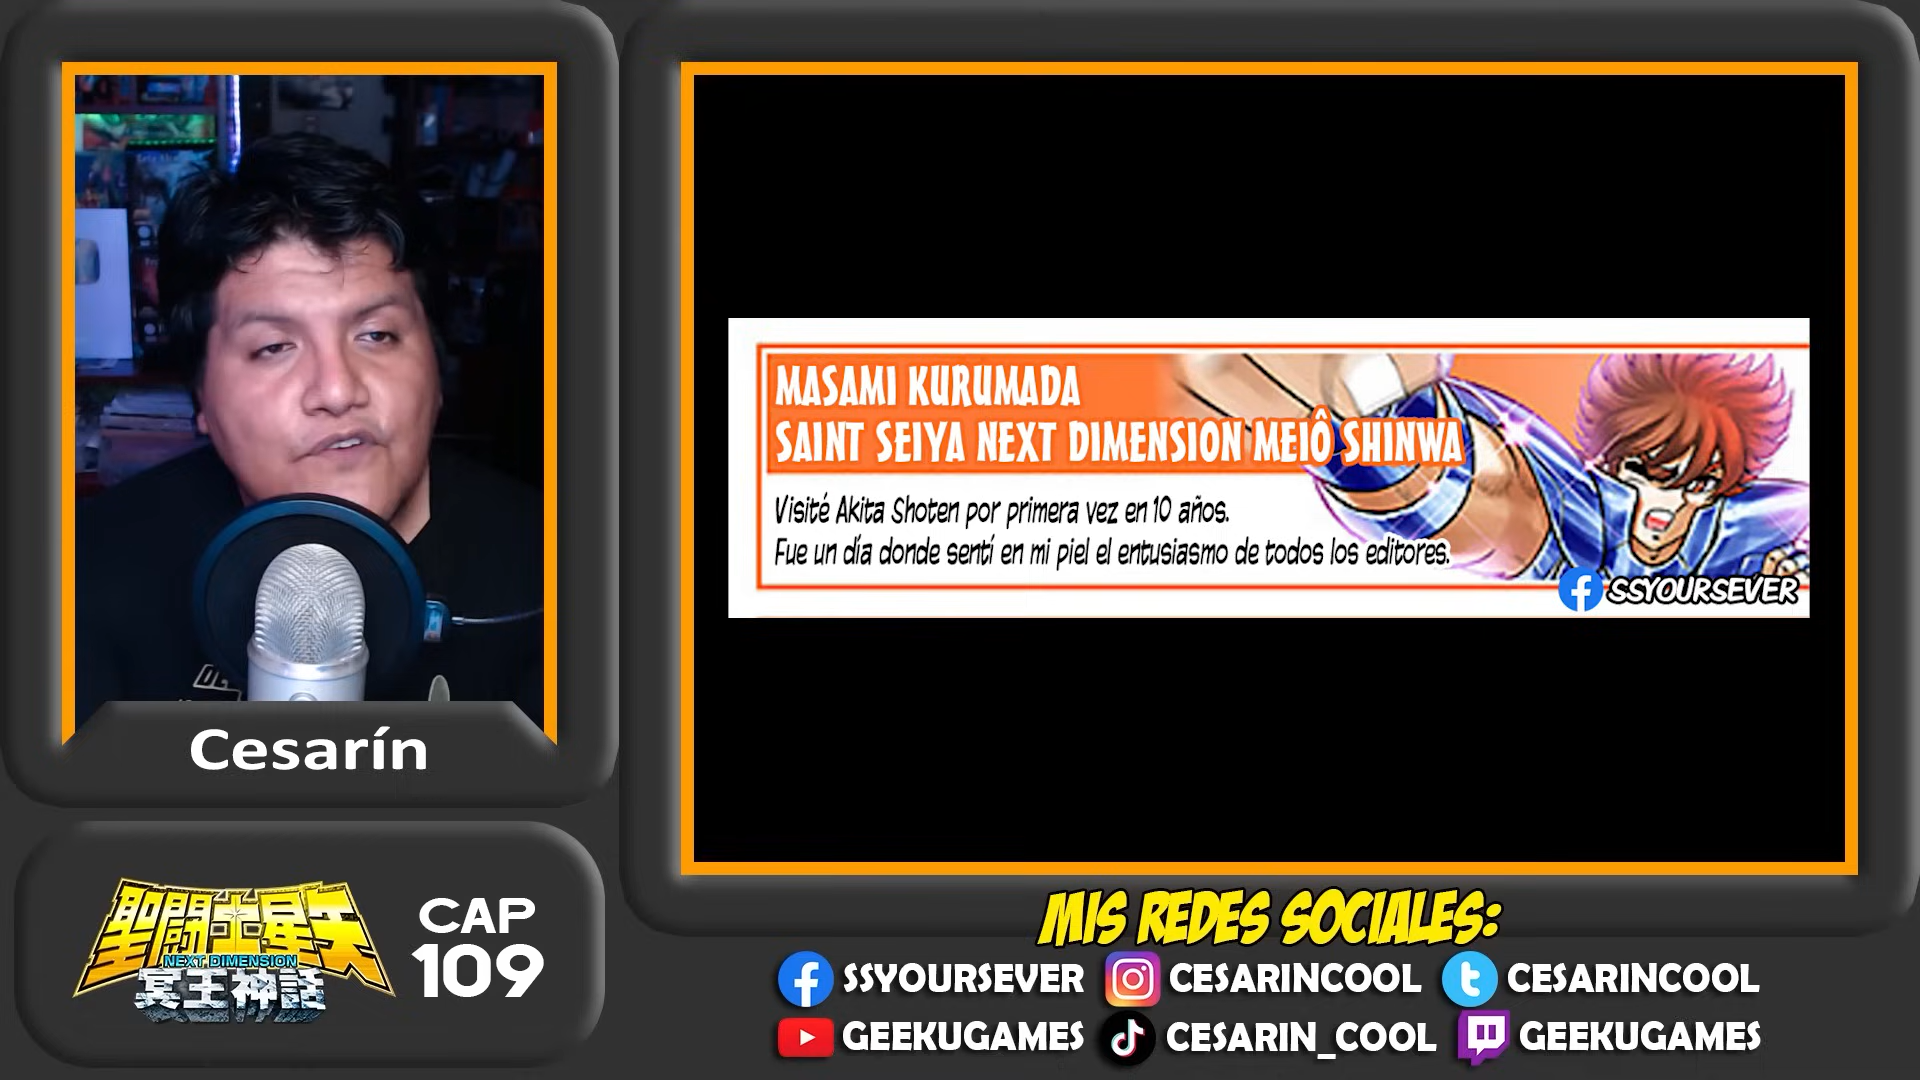 Cesarín
聖闘士星矢
NEXT DIMENSION
冥王神話
CAP
109
MASAMI KURUMADA
SAINT SEIYA NEXT DIMENSION MEIÔ SHINWA
Visité Akita Shoten por primera vez en 10 años.
Fue un día donde sentí en mi piel el entusiasmo de todos los editores.
SSYOURSEVER
MIS REDES SOCIALES:
SSYOURSEVER CESARINCOOL CESARINCOOL
GEEKUGAMES CESARIN_COOL GEEKUGAMES